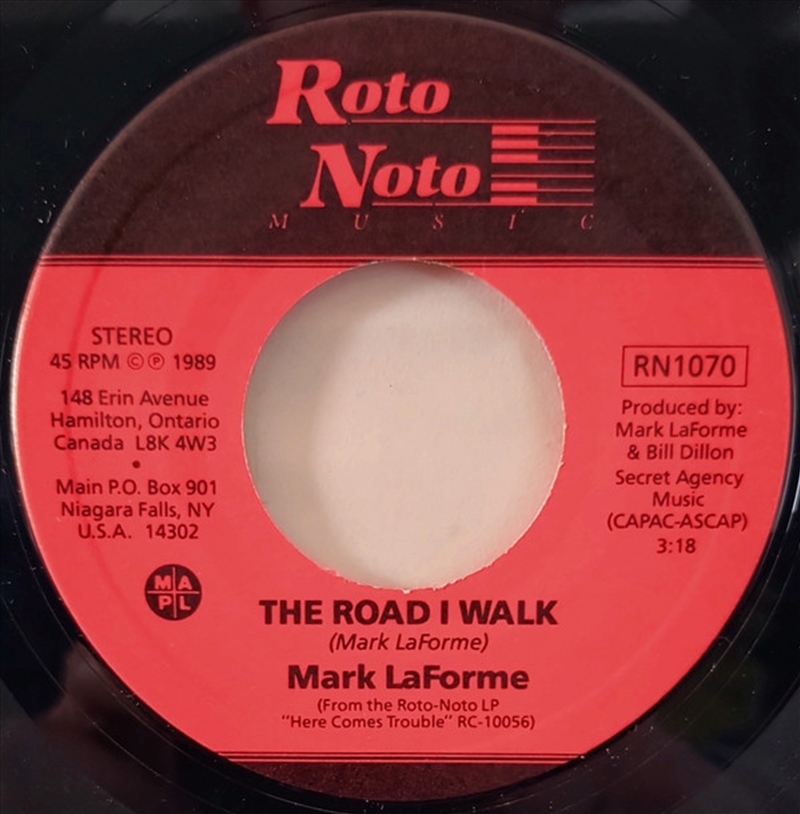 Roto
Noto
MUSIC
STEREO
45 RPM © ℗ 1989
148 Erin Avenue
Hamilton, Ontario
Canada L8K 4W3
•
Main P.O. Box 901
Niagara Falls, NY
U.S.A. 14302
MAPL
RN1070
Produced by:
Mark LaForme
& Bill Dillon
Secret Agency
Music
(CAPAC-ASCAP)
3:18
THE ROAD I WALK
(Mark LaForme)
Mark LaForme
(From the Roto-Noto LP
"Here Comes Trouble" RC-10056)